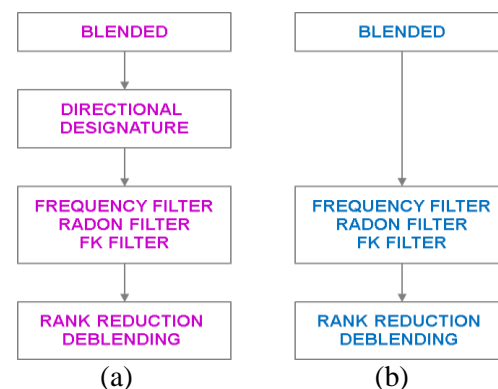 BLENDED
DIRECTIONAL
DESIGNATURE
FREQUENCY FILTER
RADON FILTER
FK FILTER
RANK REDUCTION
DEBLENDING
(a)
BLENDED
FREQUENCY FILTER
RADON FILTER
FK FILTER
RANK REDUCTION
DEBLENDING
(b)